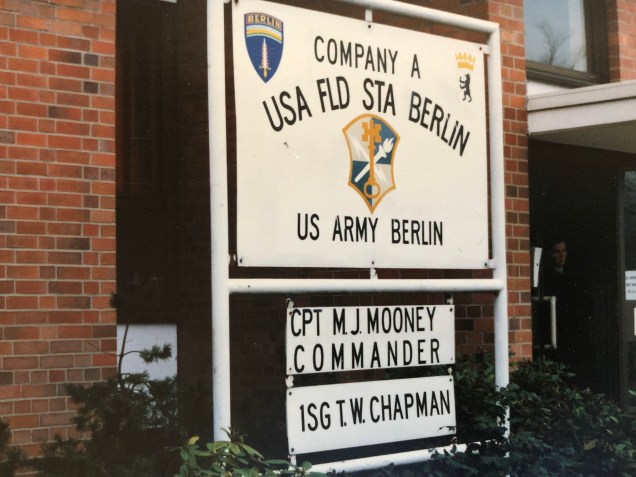 BERLIN
COMPANY A
USA FLD STA BERLiN
US ARMY BERLIN
CPT M.J. MOONEY
COMMANDER
1SG T.W. CHAPMAN